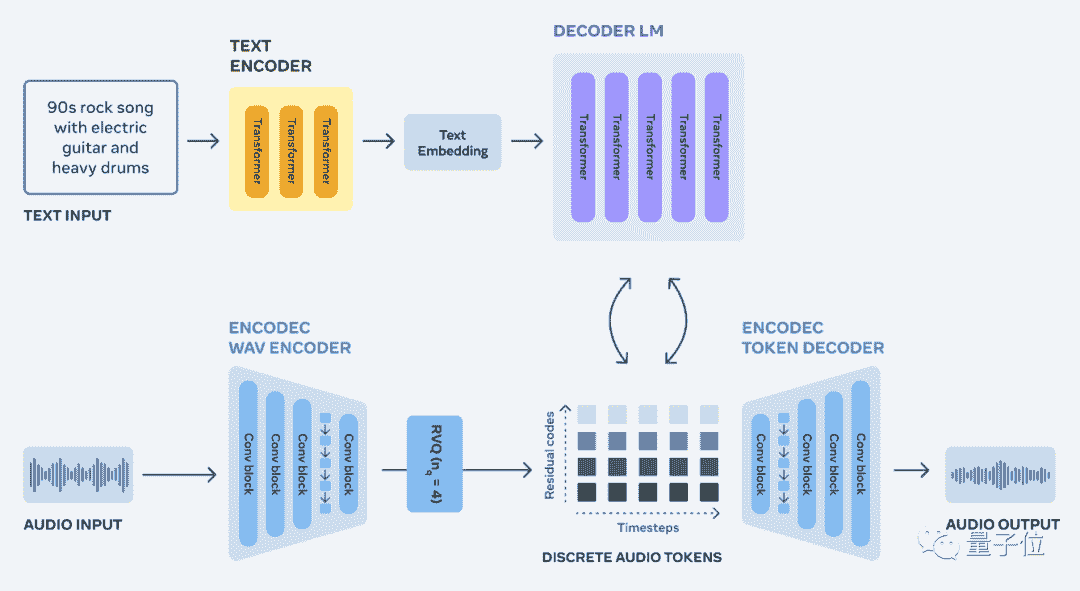 TEXT
ENCODER
DECODER LM
90s rock song
with electric
guitar and
heavy drums
Transformer
Transformer
Transformer
Text
Embedding
Transformer
Transformer
Transformer
Transformer
Transformer
TEXT INPUT
ENCODEC
WAV ENCODER
ENCODEC
TOKEN DECODER
Conv block
Conv block
Conv block
Conv block
RVQ (n_q = 4)
Residual codes
Timesteps
Conv block
Conv block
Conv block
Conv block
AUDIO INPUT
DISCRETE AUDIO TOKENS
AUDIO OUTPUT
量子位